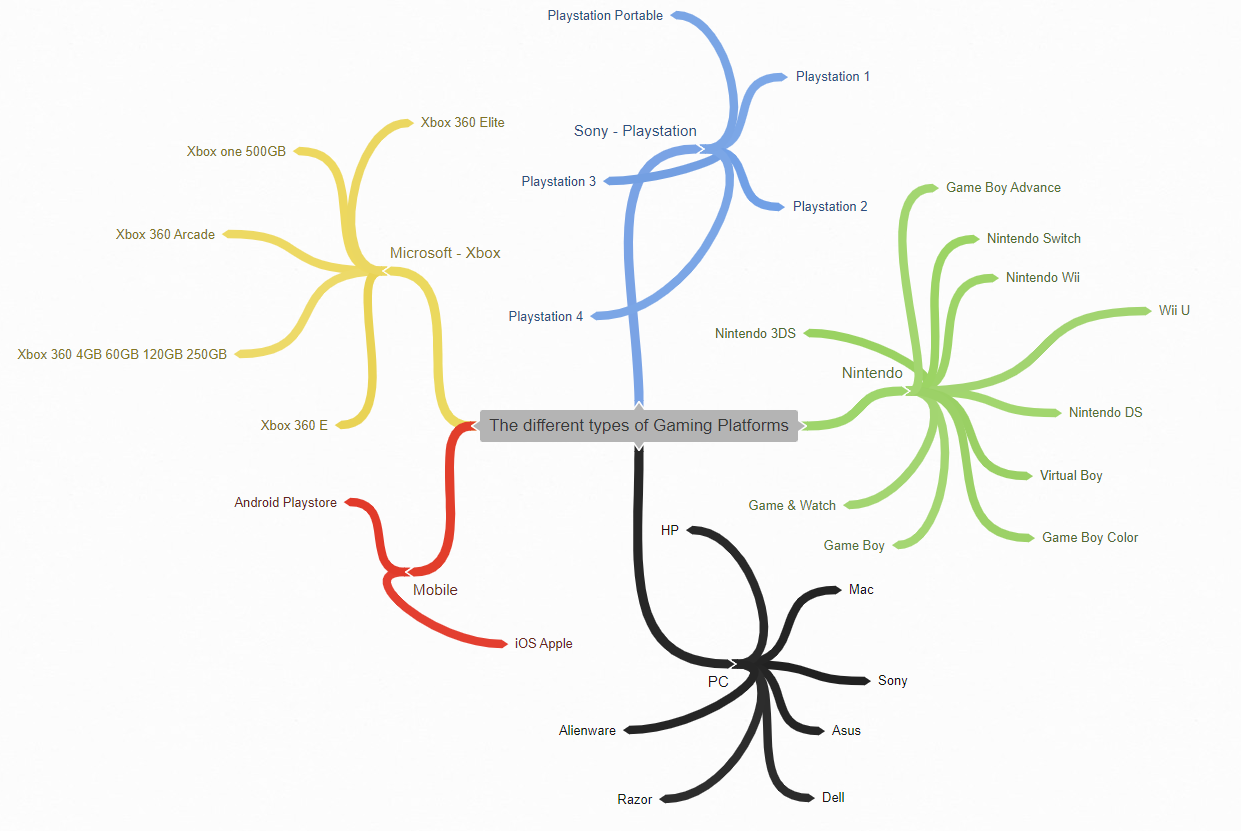 Playstation Portable
Playstation 1
Xbox 360 Elite
Sony - Playstation
Xbox one 500GB
Playstation 3
Game Boy Advance
Playstation 2
Xbox 360 Arcade
Nintendo Switch
Microsoft - Xbox
Nintendo Wii
Wii U
Playstation 4
Nintendo 3DS
Xbox 360 4GB 60GB 120GB 250GB
Nintendo
Nintendo DS
Xbox 360 E
The different types of Gaming Platforms
Virtual Boy
Android Playstore
Game & Watch
HP
Game Boy Color
Game Boy
Mobile
Mac
iOS Apple
PC
Sony
Alienware
Asus
Razor
Dell